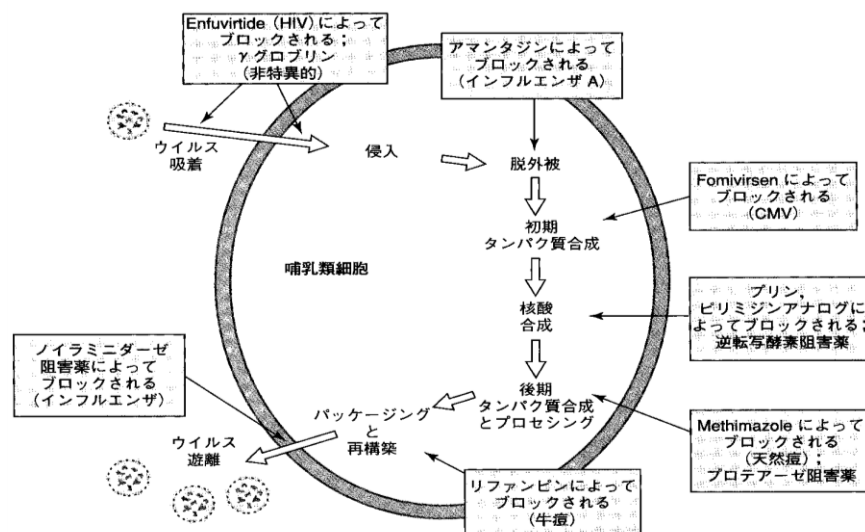 Enfuvirtide (HIV) によって
ブロックされる；
γグロブリン
(非特異的)
アマンタジンによって
ブロックされる
(インフルエンザ A)
ウイルス
吸着
侵入
脱外被
Fomivirsen によって
ブロックされる
(CMV)
初期
タンパク質合成
哺乳類細胞
核酸
合成
プリン，
ピリミジンアナログに
よってブロックされる；
逆転写酵素阻害薬
ノイラミニダーゼ
阻害薬によって
ブロックされる
(インフルエンザ)
後期
タンパク質合成
とプロセシング
パッケージング
と
再構築
ウイルス
遊離
Methimazole によって
ブロックされる
(天然痘)；
プロテアーゼ阻害薬
リファンピンによって
ブロックされる
(牛痘)